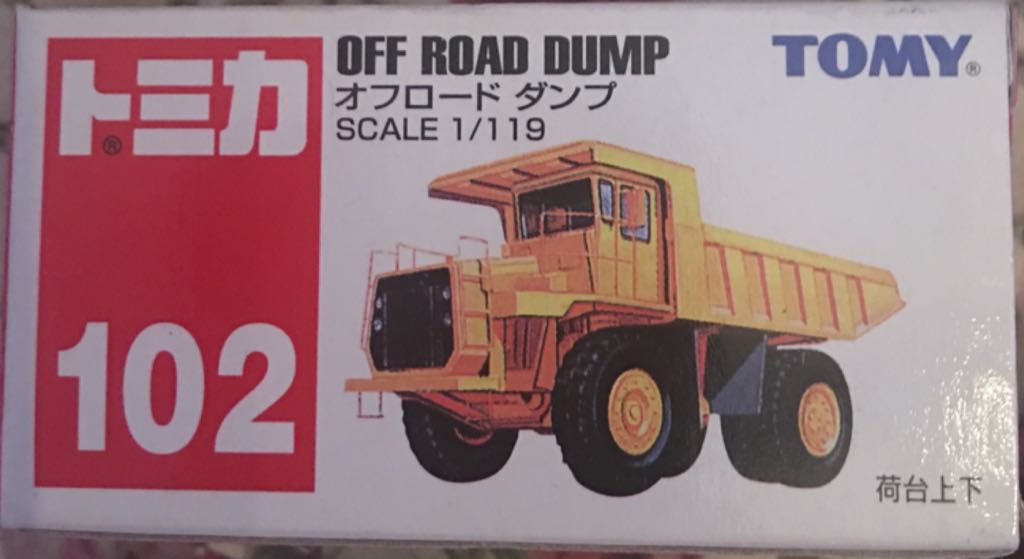 トミカ®
102
OFF ROAD DUMP
オフロード ダンプ
SCALE 1/119
TOMY®
荷台上下